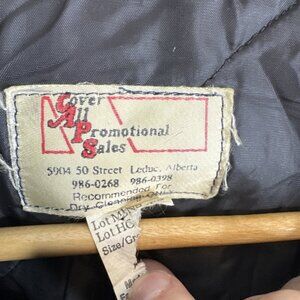 Cover
All
Promotional
Sales
5904 50 Street Leduc, Alberta
986-0268 986-0398
Recommended For
Dry Cleaning ONLY
Lot
Lot HC
Size/Gr